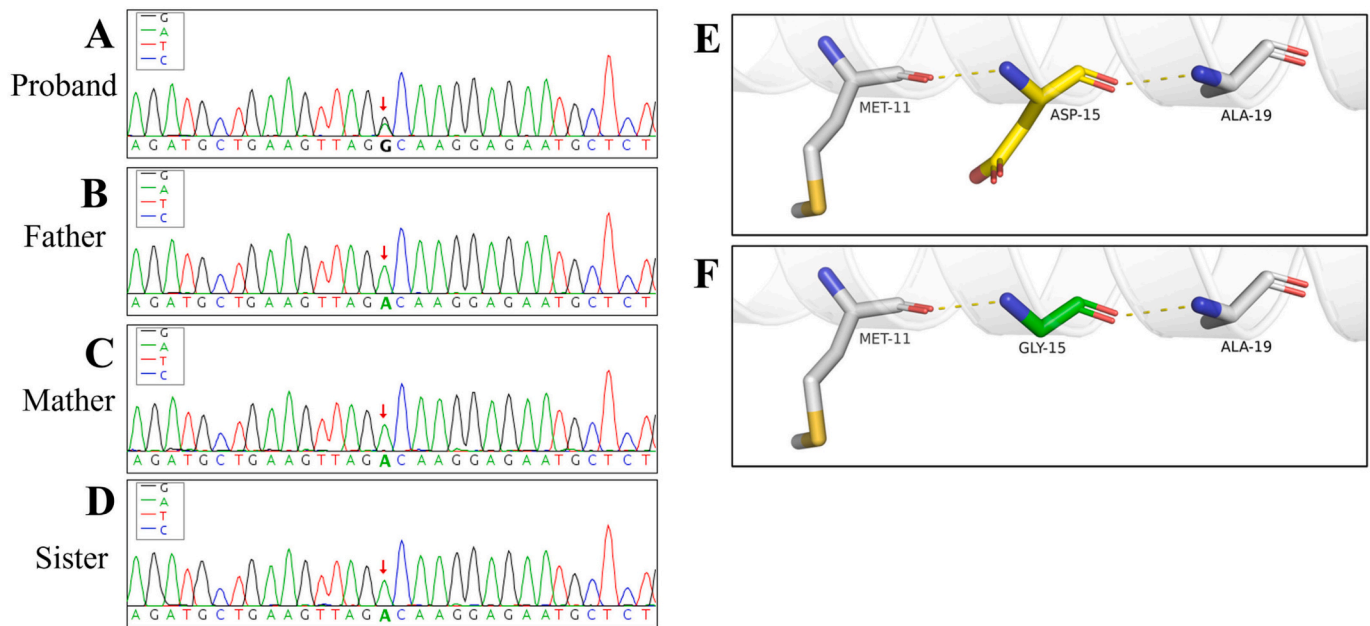 A
Proband
G
A
T
C
A G A T G C T G A A G T T A G G C A A G G A G A A T G C T C T
B
Father
G
A
T
C
A G A T G C T G A A G T T A G A C A A G G A G A A T G C T C T
C
Mather
G
A
T
C
A G A T G C T G A A G T T A G A C A A G G A G A A T G C T C T
D
Sister
G
A
T
C
A G A T G C T G A A G T T A G A C A A G G A G A A T G C T C T
E
MET-11 ASP-15 ALA-19
F
MET-11 GLY-15 ALA-19